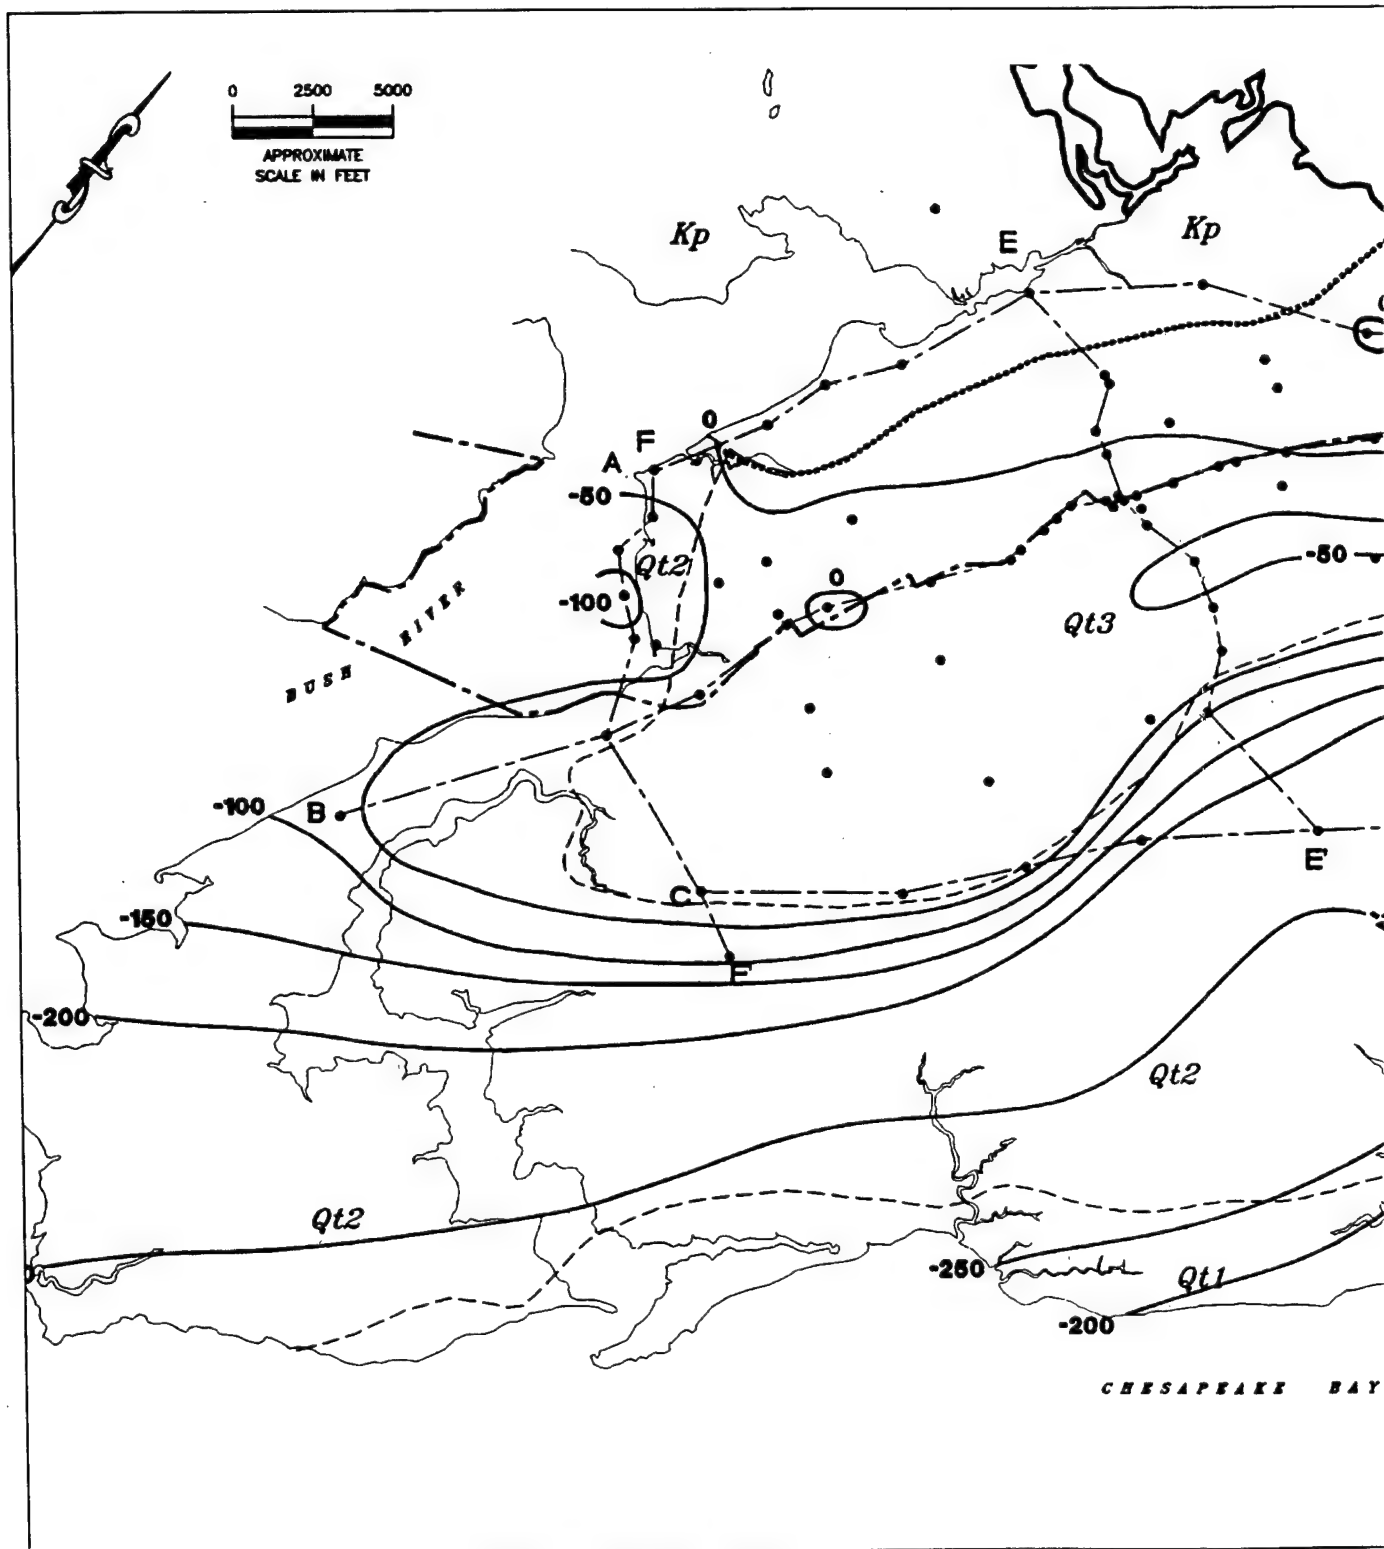 0 2500 5000
APPROXIMATE
SCALE IN FEET
Kp
Kp
E
0
F
A
-50
Qt2
-50
0
-100
Qt3
BUSH RIVER
-100
B
E'
C
-150
F'
-200
Qt2
Qt2
-250
Qt1
-200
CHESAPEAKE BAY